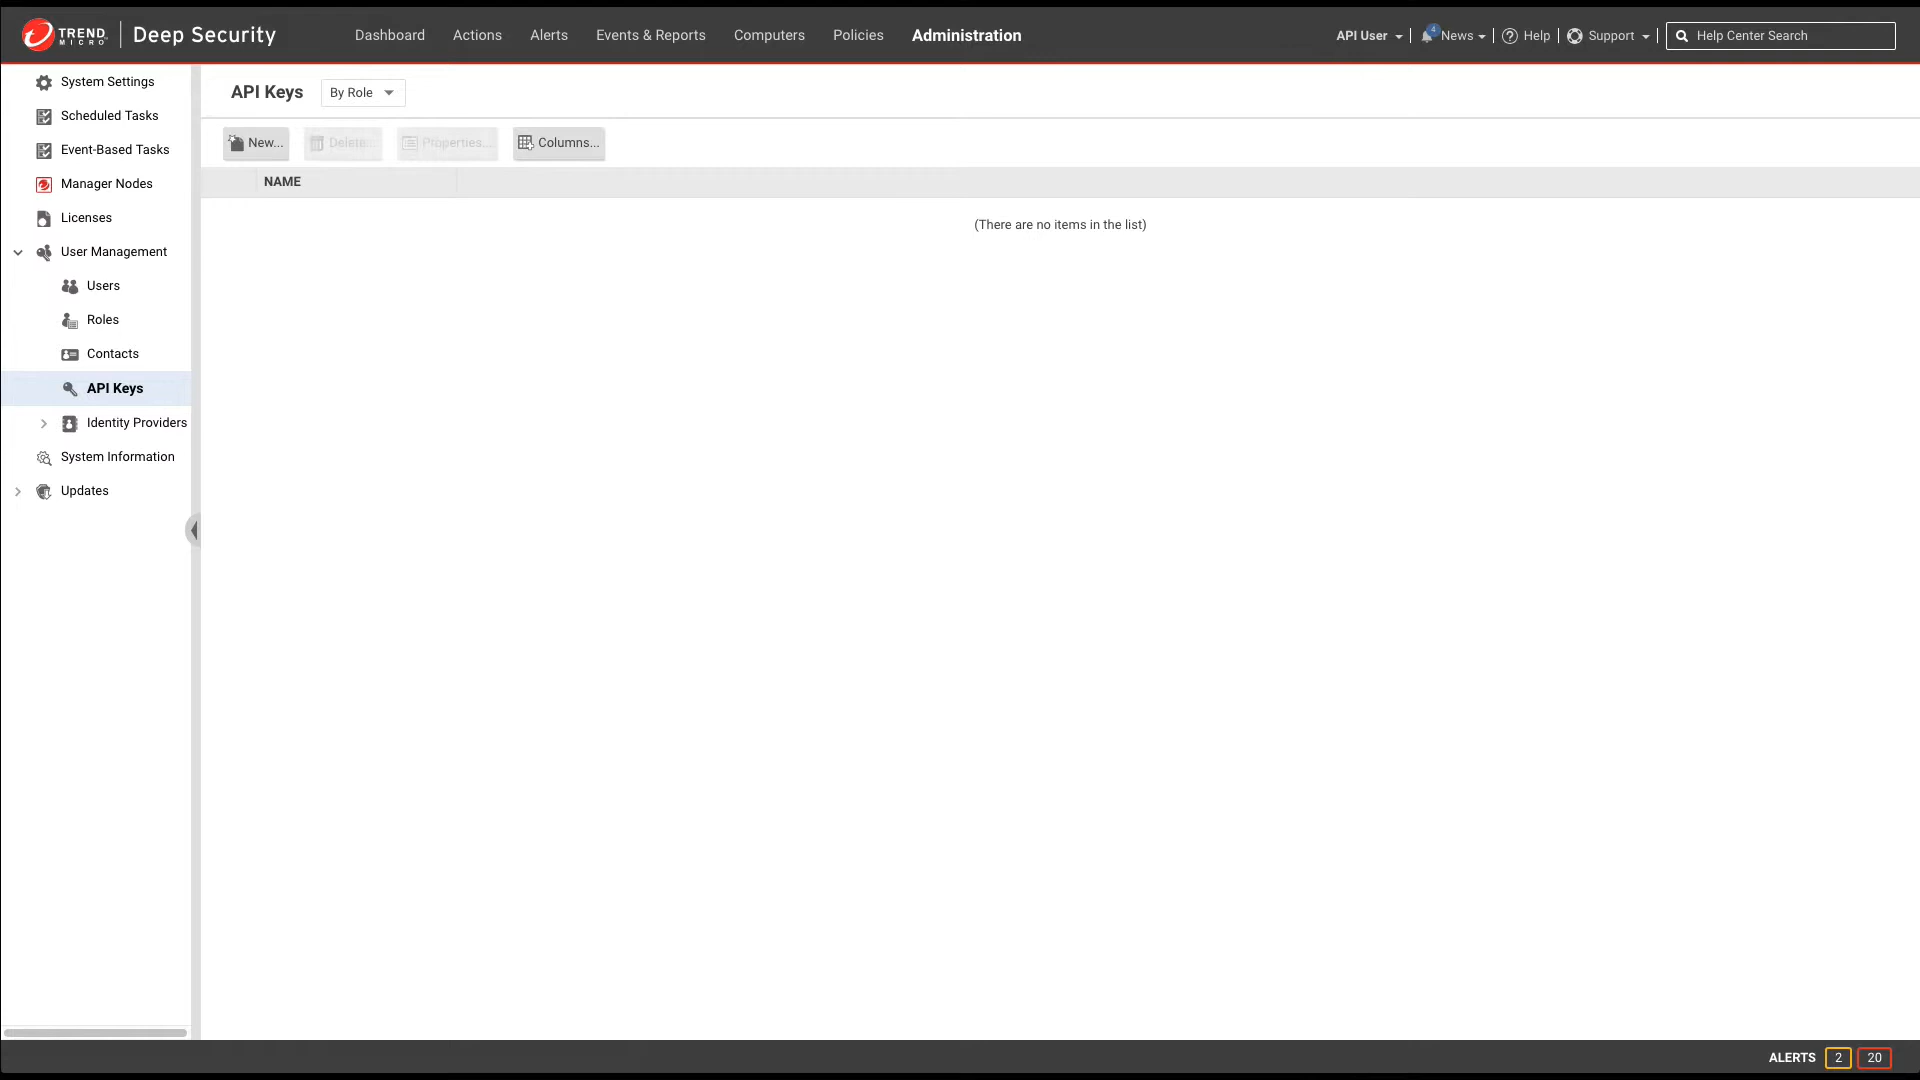 TREND MICRO Deep Security Dashboard Actions Alerts Events & Reports Computers Policies Administration API User 4 News Help Support Help Center Search
System Settings
Scheduled Tasks
Event-Based Tasks
Manager Nodes
Licenses
User Management
Users
Roles
Contacts
API Keys
Identity Providers
System Information
Updates
API Keys By Role
New... Delete... Properties... Columns...
NAME
(There are no items in the list)
ALERTS 2 20